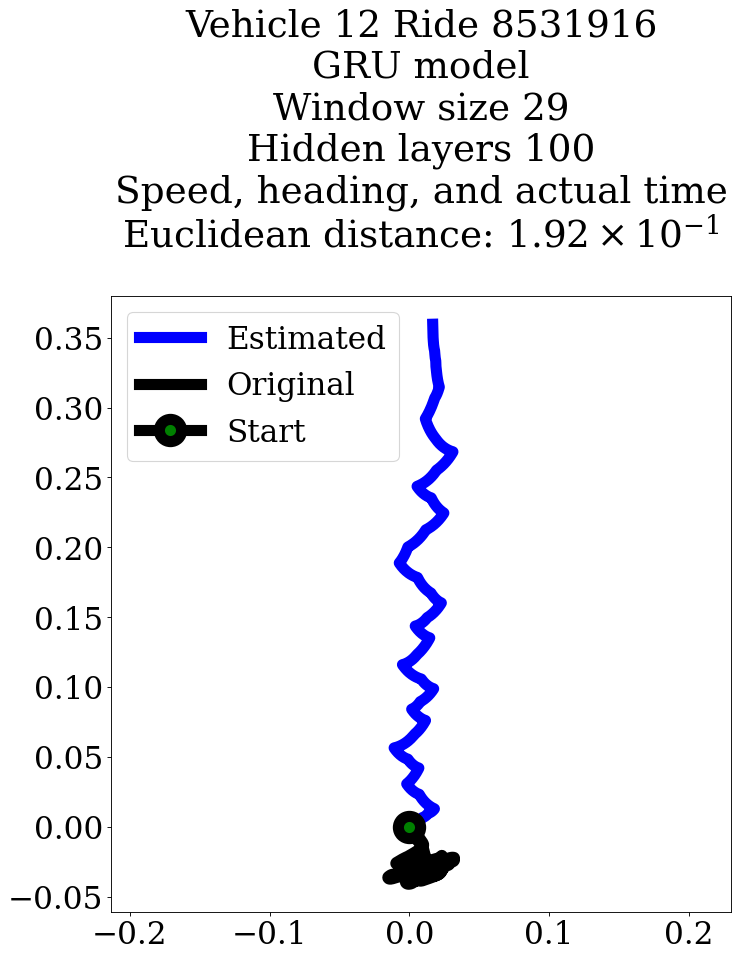 Vehicle 12 Ride 8531916
GRU model
Window size 29
Hidden layers 100
Speed, heading, and actual time
Euclidean distance: $1.92 \times 10^{-1}$
Estimated
Original
Start
0.35
0.30
0.25
0.20
0.15
0.10
0.05
0.00
−0.05
−0.2 −0.1 0.0 0.1 0.2